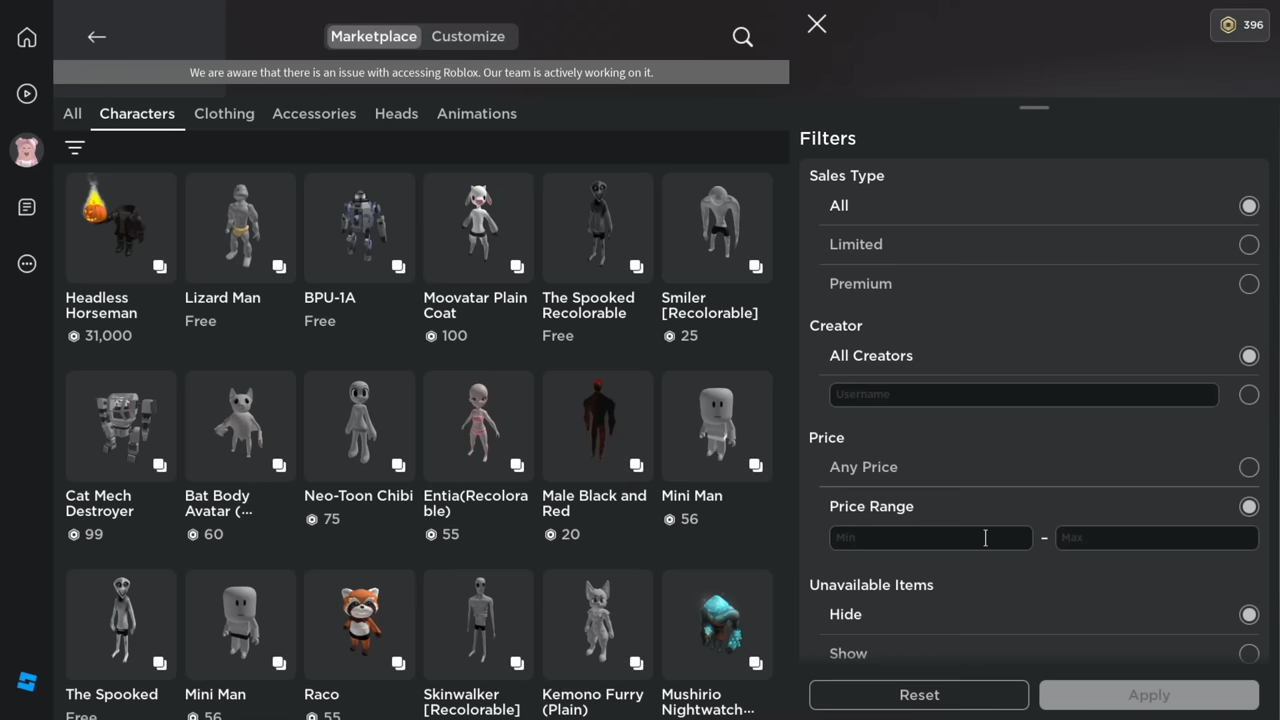 Marketplace Customize
396
We are aware that there is an issue with accessing Roblox. Our team is actively working on it.
All Characters Clothing Accessories Heads Animations
Headless Horseman
31,000
Lizard Man
Free
BPU-1A
Free
Moovatar Plain Coat
100
The Spooked Recolorable
Free
Smiler [Recolorable]
25
Cat Mech Destroyer
99
Bat Body Avatar (...
60
Neo-Toon Chibi
75
Entia(Recolora
ble)
55
Male Black and Red
20
Mini Man
56
The Spooked
Free
Mini Man
56
Raco
55
Skinwalker [Recolorable]
Kemono Furry (Plain)
Mushirio Nightwatch...
Filters
Sales Type
All
Limited
Premium
Creator
All Creators
Username
Price
Any Price
Price Range
Min - Max
Unavailable Items
Hide
Show
Reset Apply